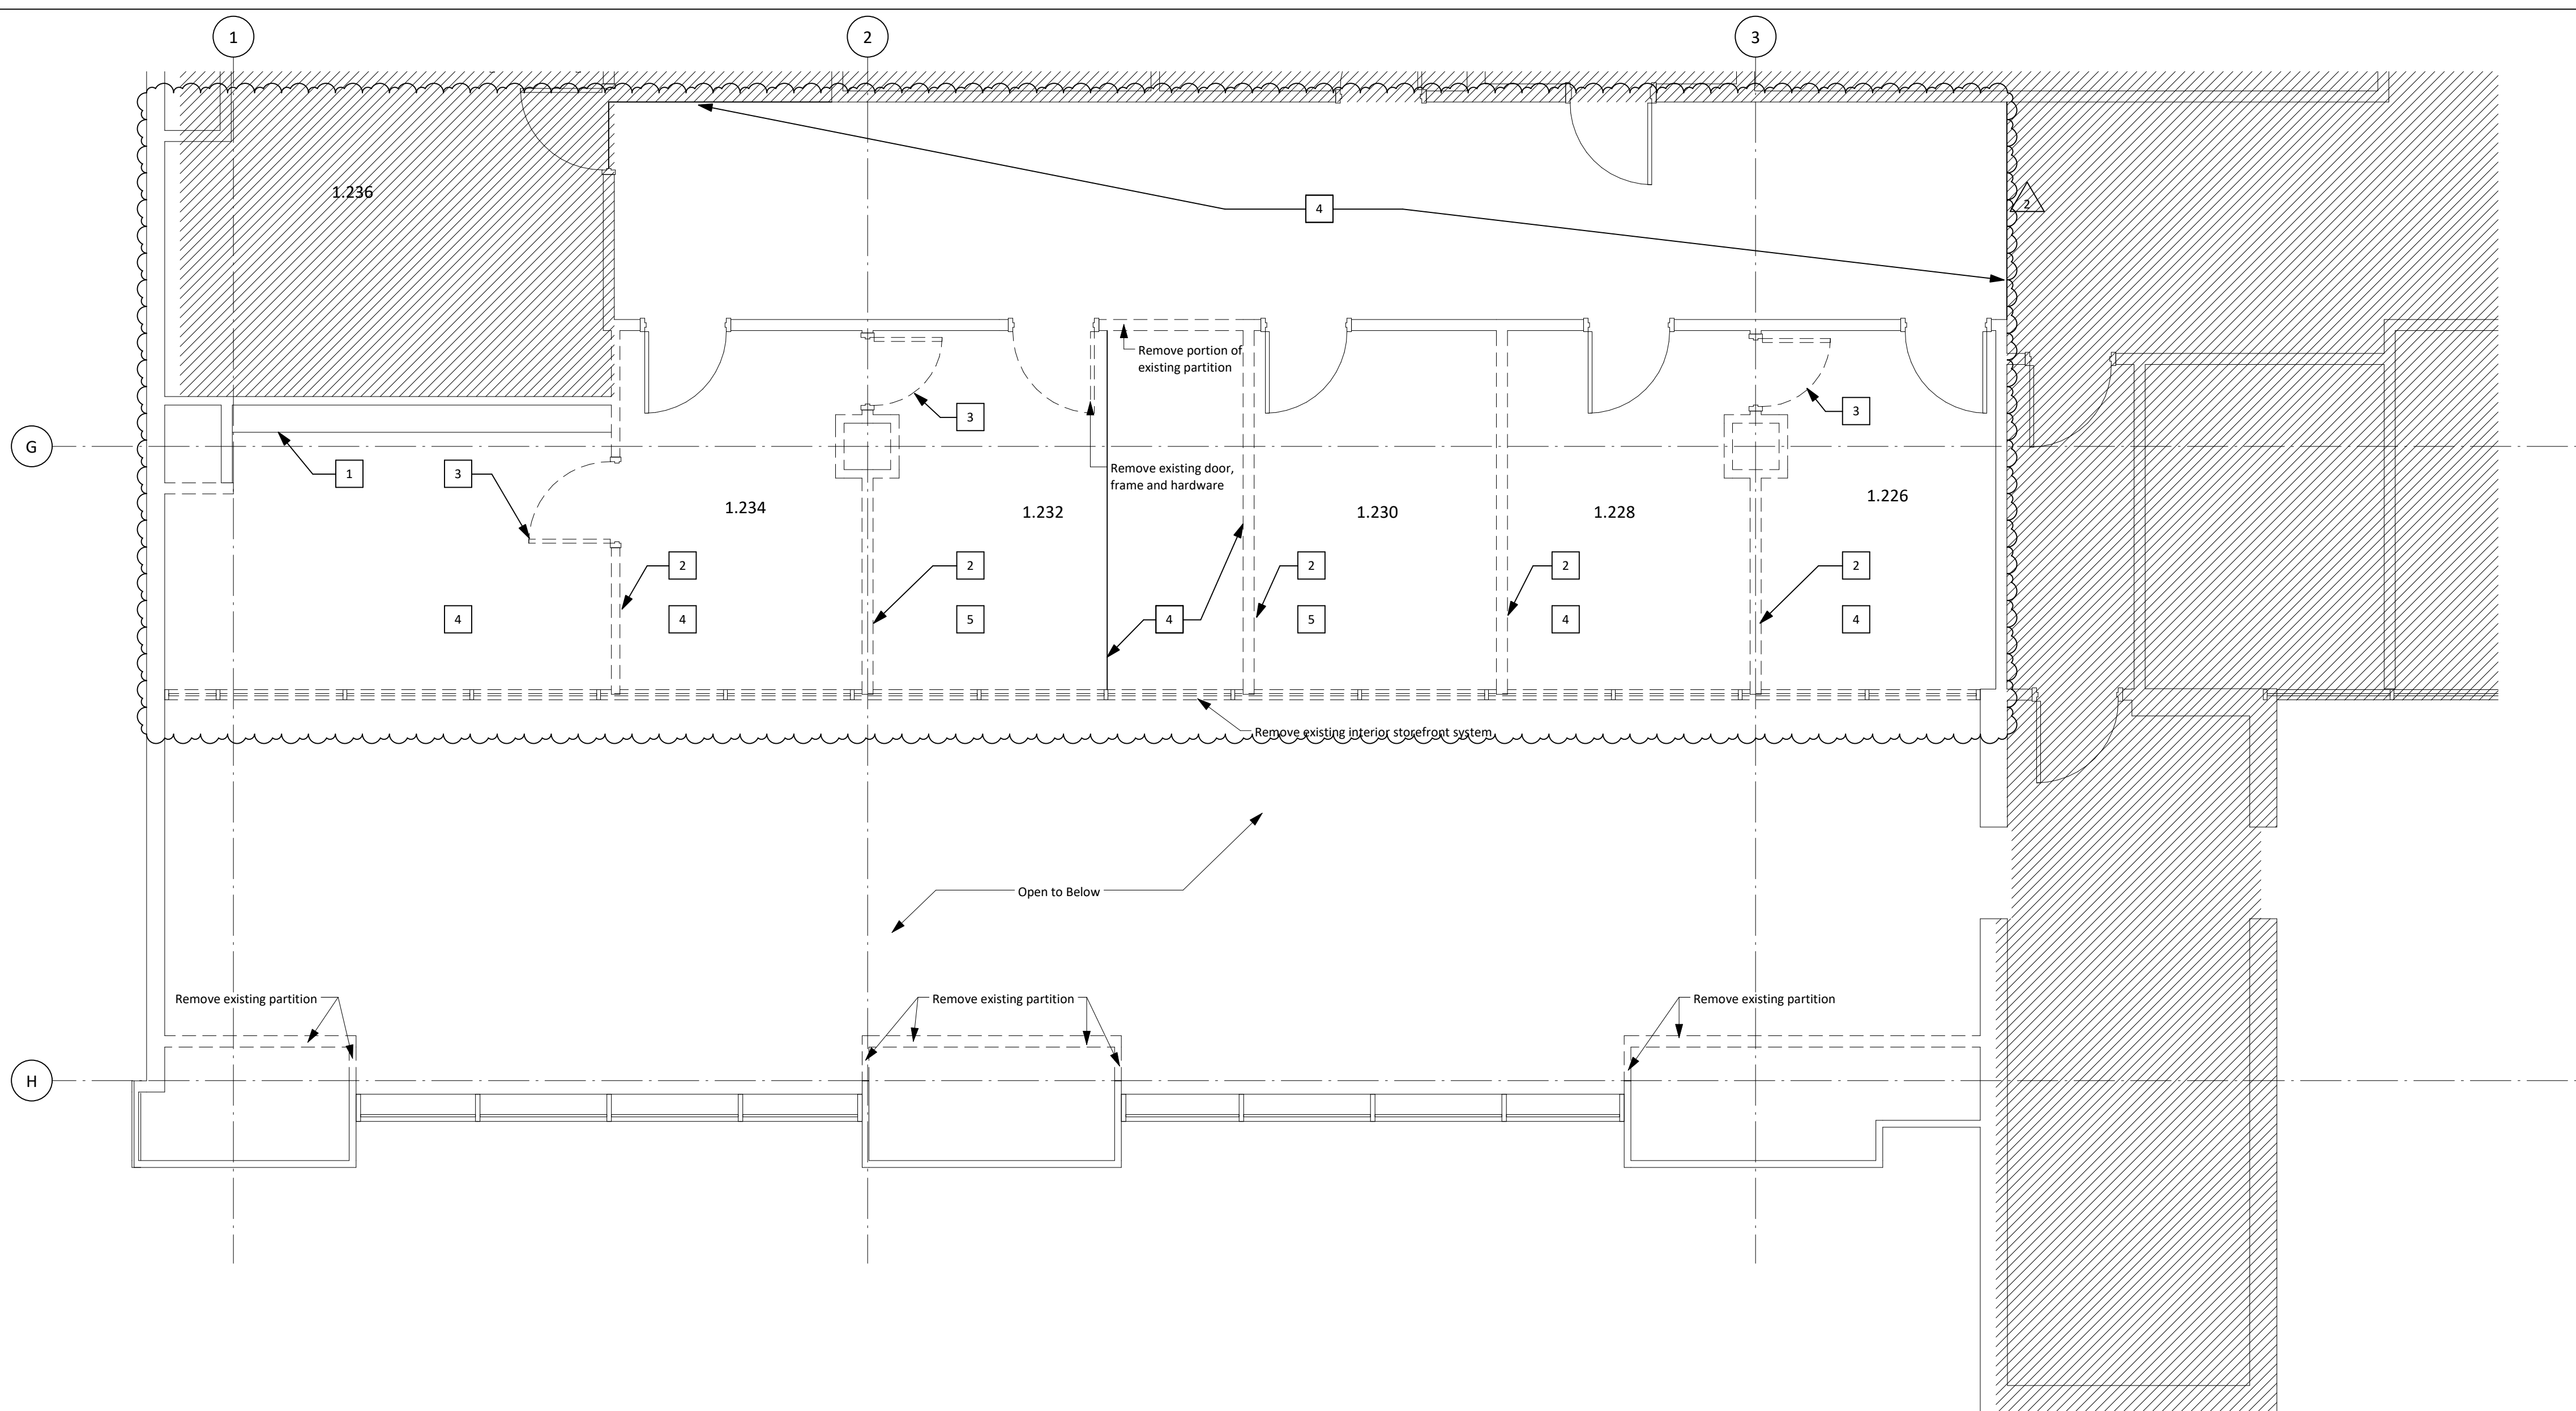 1
2
3
1.236
4
2
Remove portion of
existing partition
3
3
G
1
3
Remove existing door,
frame and hardware
1.234
1.232
1.230
1.228
1.226
2
2
2
2
2
4
4
5
4
5
4
4
Remove existing interior storefront system
Open to Below
Remove existing partition
Remove existing partition
Remove existing partition
H